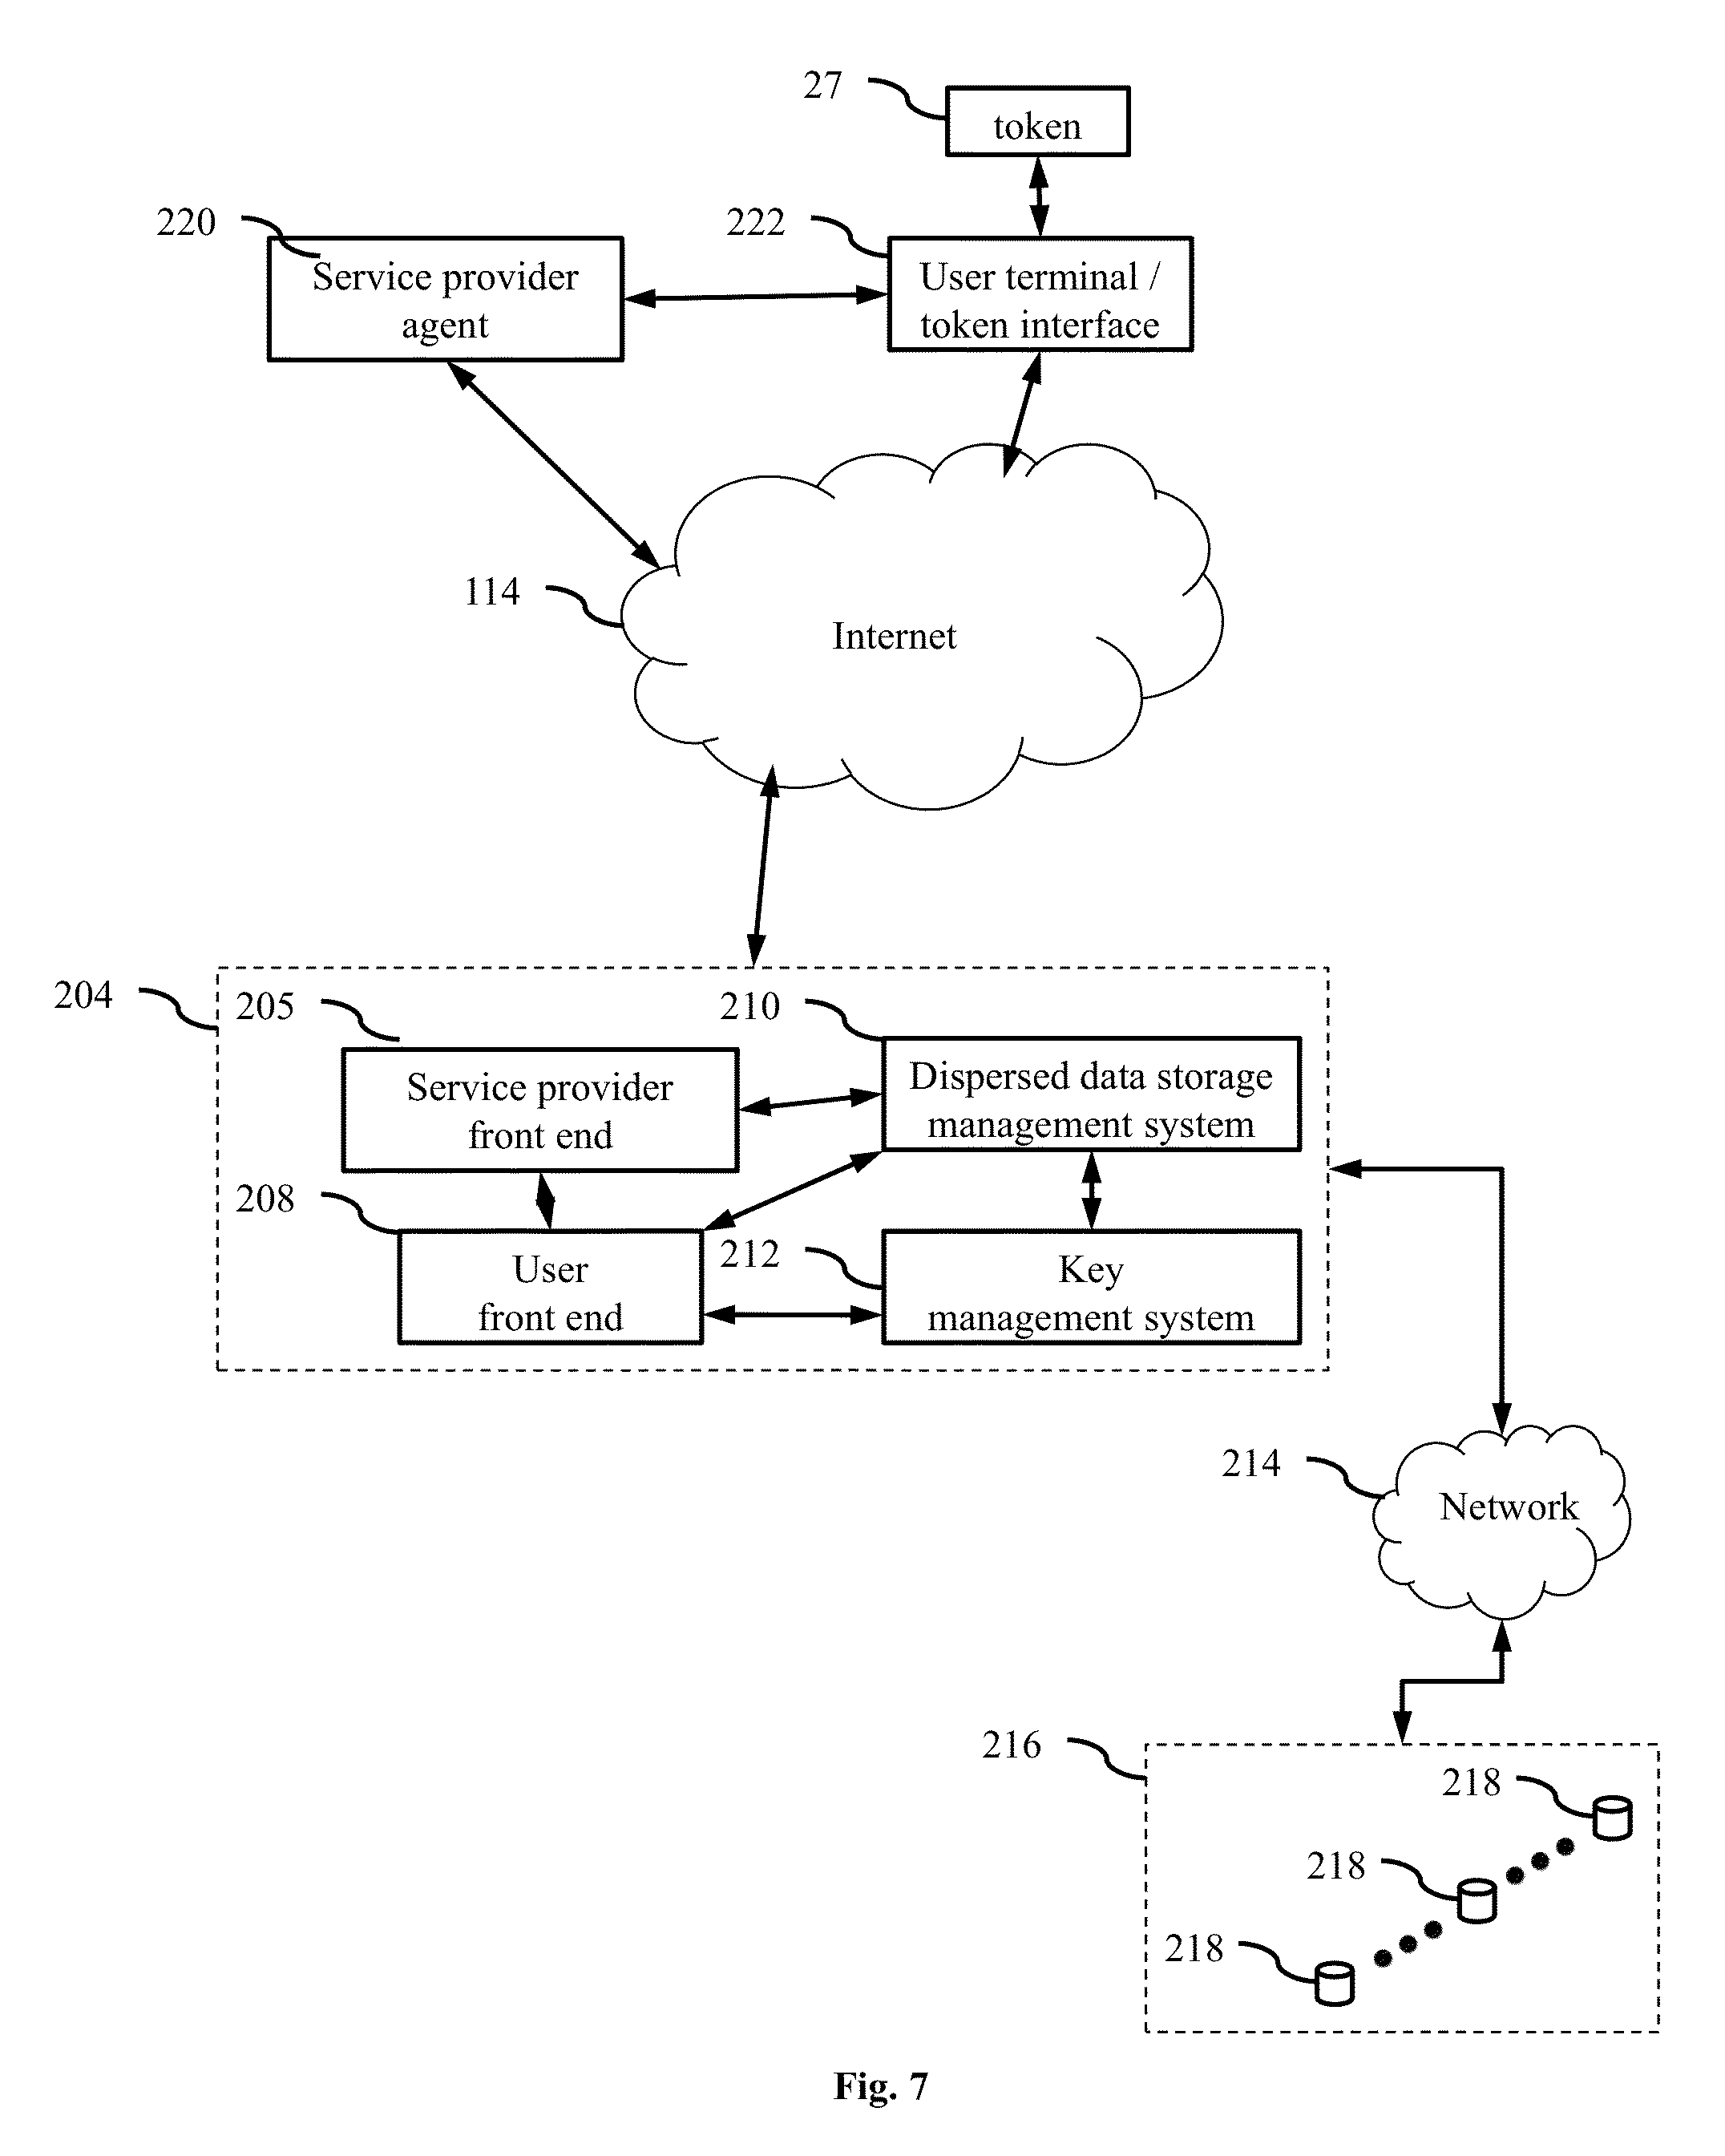 27
token
220
222
Service provider
agent
User terminal /
token interface
114
Internet
204
205
210
Service provider
front end
Dispersed data storage
management system
208
212
User
front end
Key
management system
214
Network
216
218
218
218
Fig. 7